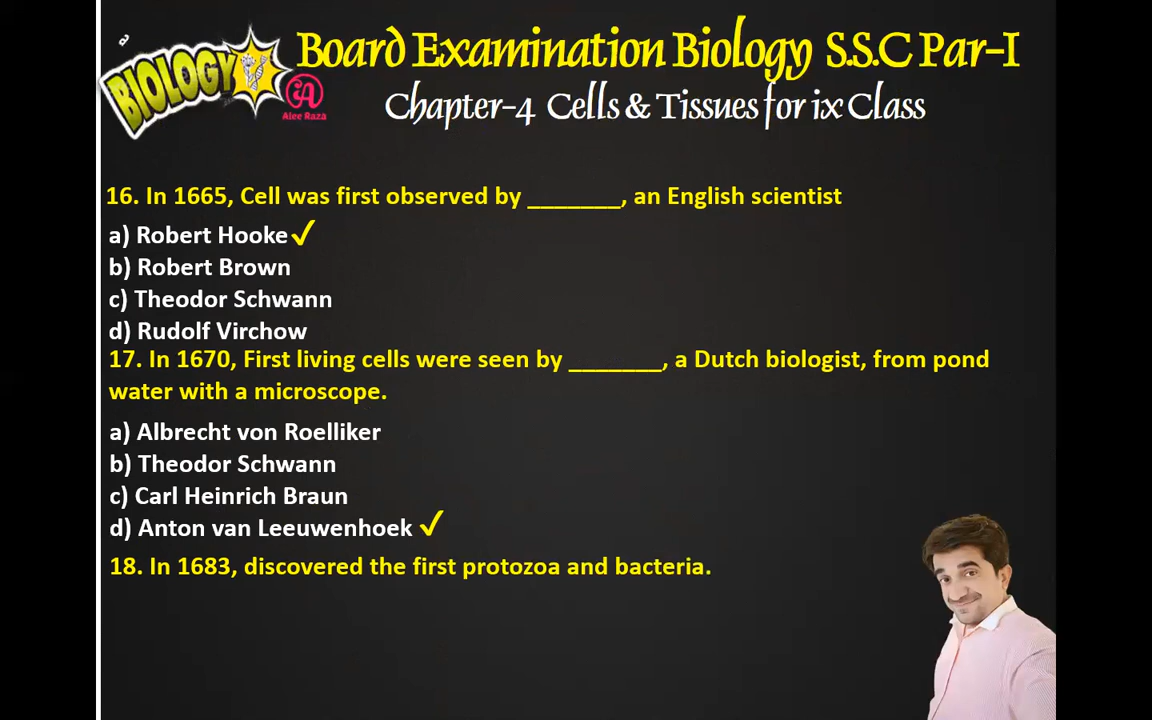 BIOLOGY
Alee Raza
Board Examination Biology S.S.C Par-I
Chapter-4 Cells & Tissues for ix Class
16. In 1665, Cell was first observed by _______, an English scientist
a) Robert Hooke✓
b) Robert Brown
c) Theodor Schwann
d) Rudolf Virchow
17. In 1670, First living cells were seen by _______, a Dutch biologist, from pond
water with a microscope.
a) Albrecht von Roelliker
b) Theodor Schwann
c) Carl Heinrich Braun
d) Anton van Leeuwenhoek ✓
18. In 1683, discovered the first protozoa and bacteria.